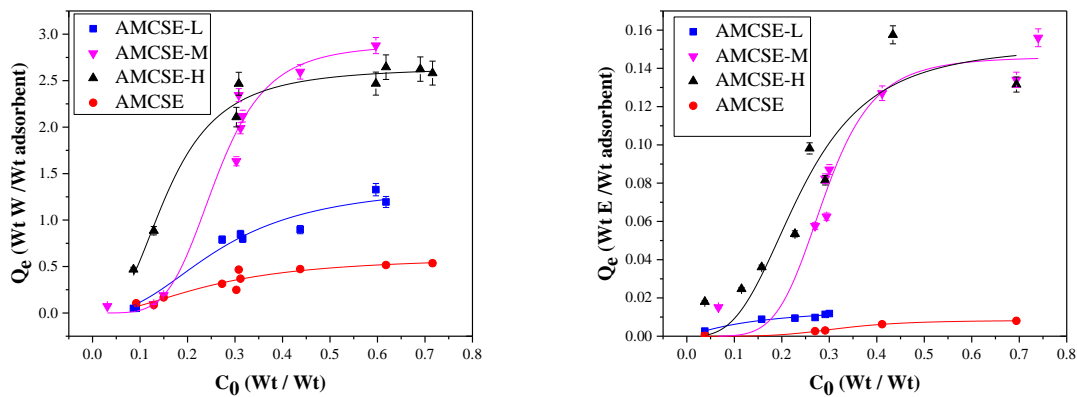 AMCSE-L
AMCSE-M
AMCSE-H
AMCSE
3.0
2.5
2.0
1.5
1.0
0.5
0.0
Qe (Wt W /Wt adsorbent)
0.0 0.1 0.2 0.3 0.4 0.5 0.6 0.7 0.8
C0 (Wt / Wt)
AMCSE-L
AMCSE-M
AMCSE-H
AMCSE
0.16
0.14
0.12
0.10
0.08
0.06
0.04
0.02
0.00
Qe (Wt E /Wt adsorbent)
0.0 0.1 0.2 0.3 0.4 0.5 0.6 0.7 0.8
C0 (Wt / Wt)